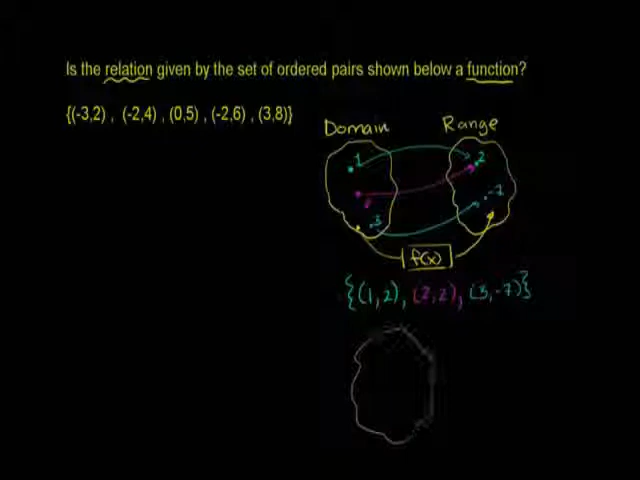 Is the relation given by the set of ordered pairs shown below a function?
{(-3,2) , (-2,4) , (0,5) , (-2,6) , (3,8)}
Domain Range
1 2
-7
3
f(x)
{(1,2), (2,2), (3,-7)}